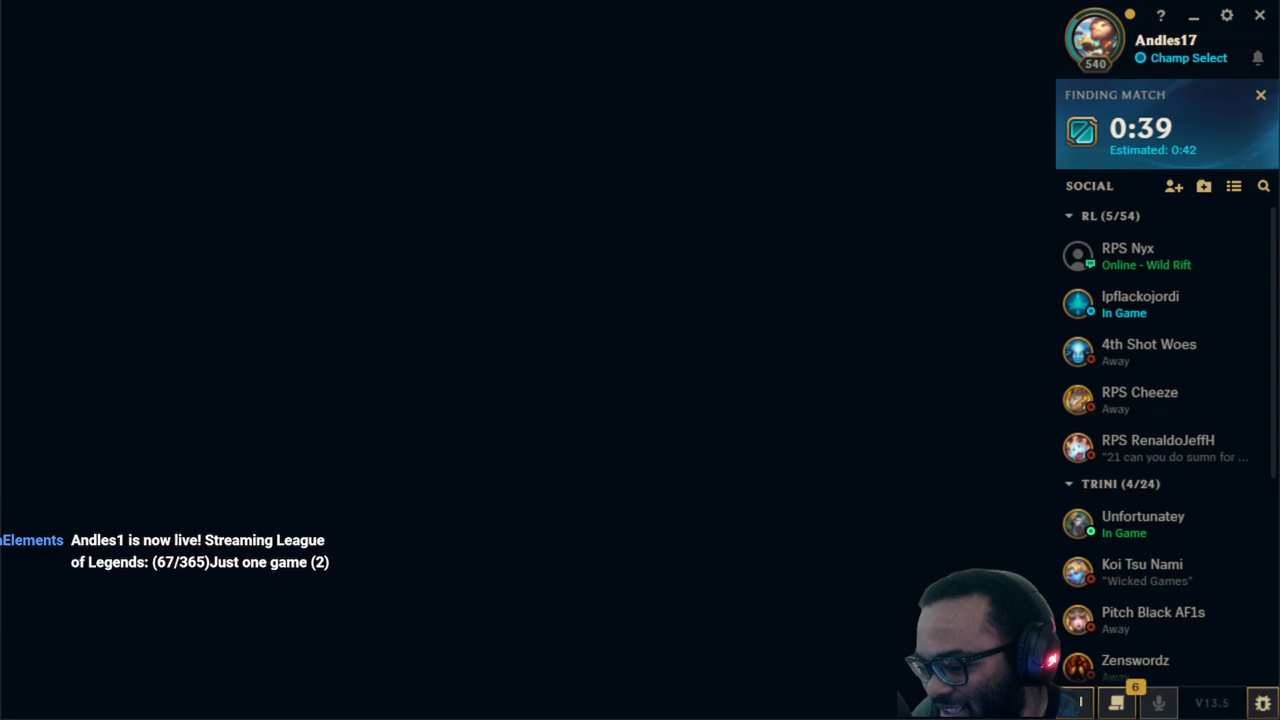 ?
Andles17
540
Champ Select
FINDING MATCH
0:39
Estimated: 0:42
SOCIAL
RL (5/54)
RPS Nyx
Online - Wild Rift
Ipflackojordi
In Game
4th Shot Woes
Away
RPS Cheeze
Away
RPS RenaldoJeffH
"21 can you do sumn for ...
TRINI (4/24)
Unfortunatey
In Game
Koi Tsu Nami
"Wicked Games"
Pitch Black AF1s
Away
Zenswordz
Away
6
V13.5
Elements Andles1 is now live! Streaming League
of Legends: (67/365)Just one game (2)